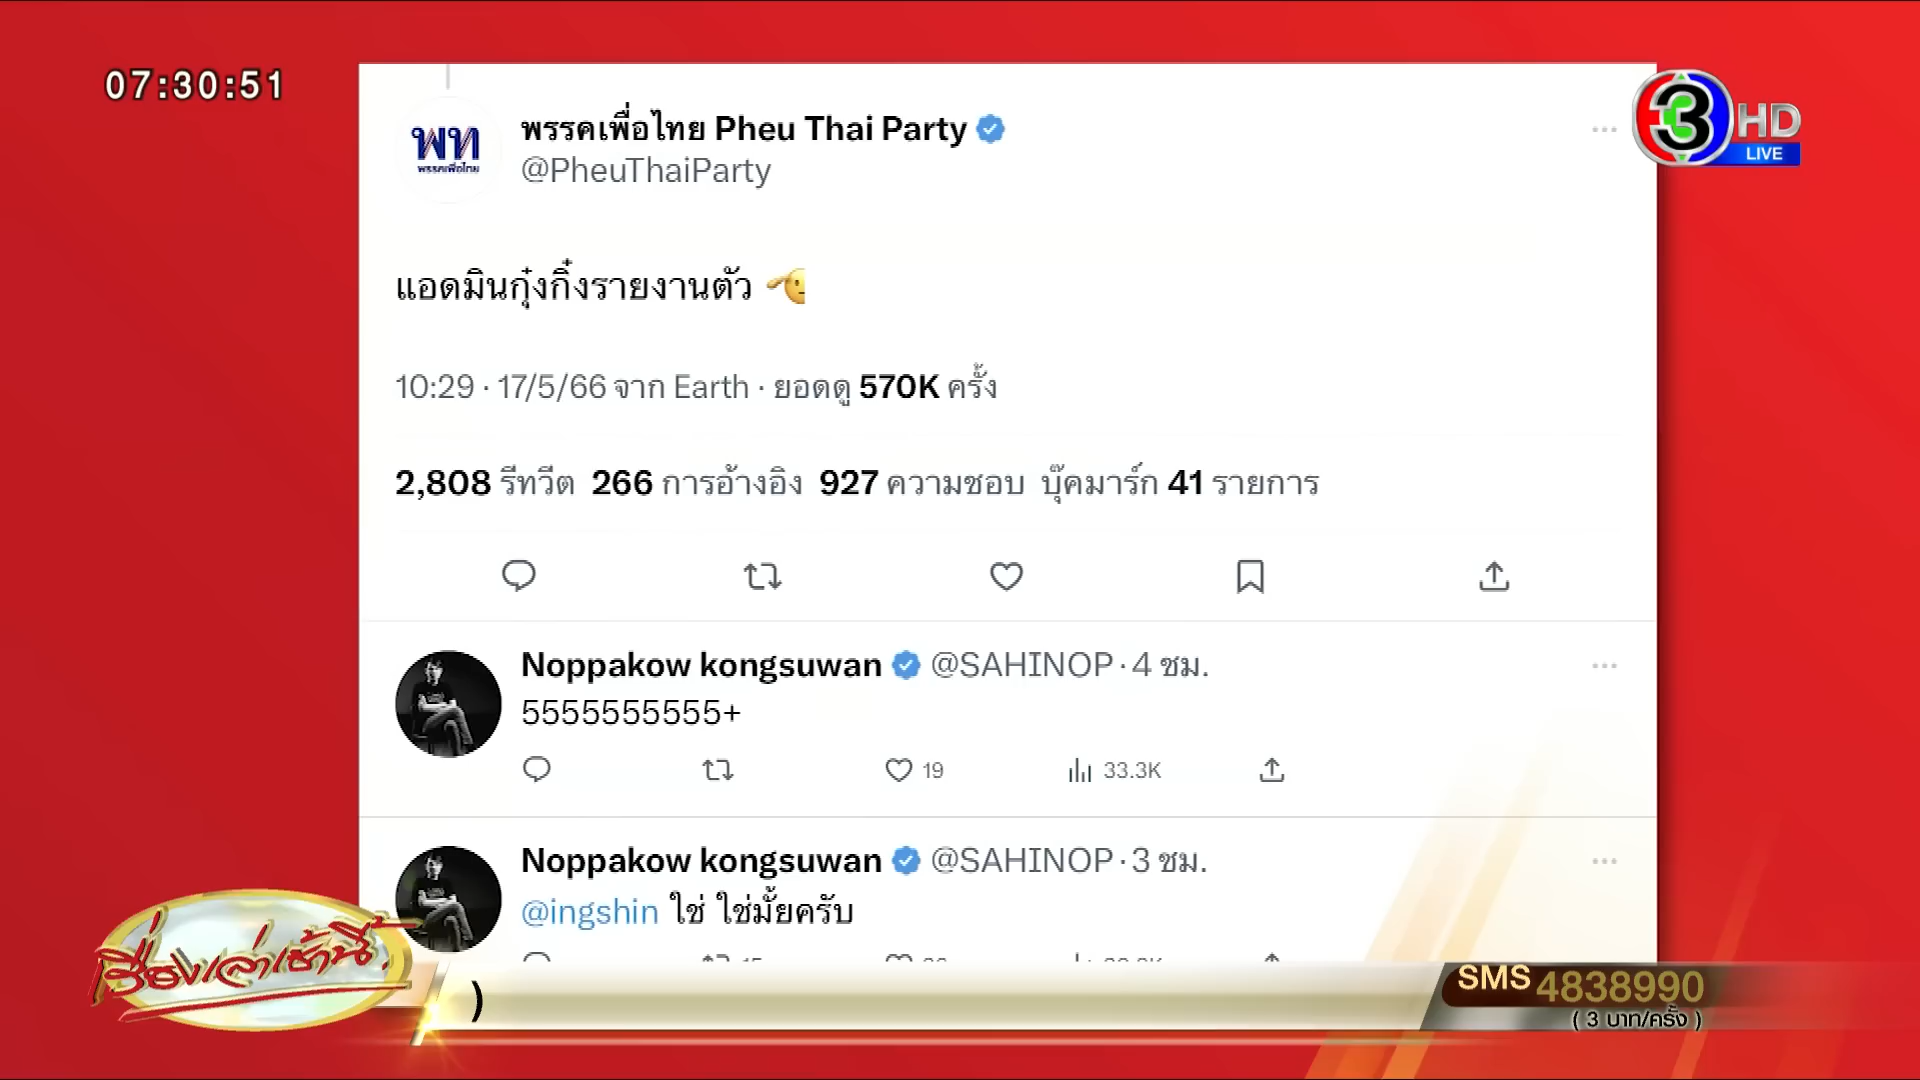 07:30:51
3 HD
LIVE
พท
พรรคเพื่อไทย
พรรคเพื่อไทย Pheu Thai Party
@PheuThaiParty
แอดมินกุ๋งกิ๋งรายงานตัว
10:29 · 17/5/66 จาก Earth · ยอดดู 570K ครั้ง
2,808 รีทวีต 266 การอ้างอิง 927 ความชอบ บุ๊คมาร์ก 41 รายการ
Noppakow kongsuwan @SAHINOP · 4 ชม.
5555555555+
19 33.3K
Noppakow kongsuwan @SAHINOP · 3 ชม.
@ingshin ใช่ ใช่มั้ยครับ
เรื่องเล่าเช้านี้
)
SMS 4838990
( 3 บาท/ครั้ง )